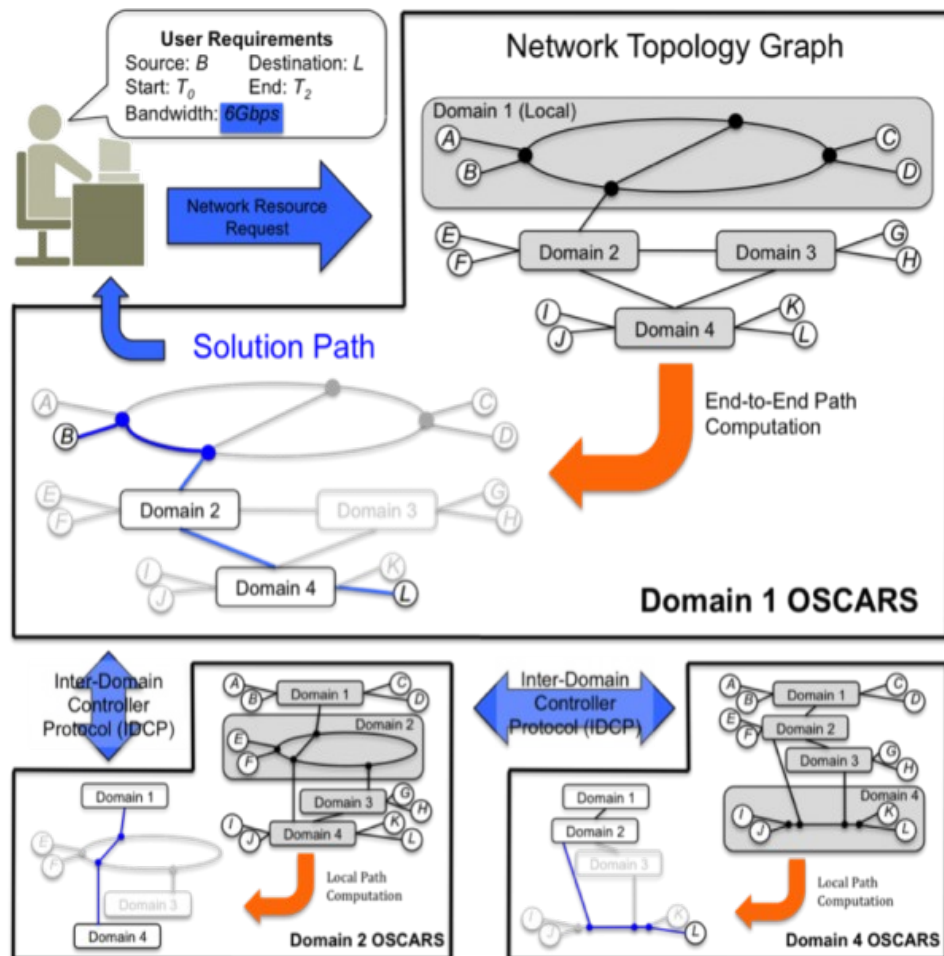 User Requirements
Source: B Destination: L
Start: T0 End: T2
Bandwidth: 6Gbps
Network Resource
Request
Network Topology Graph
Domain 1 (Local)
A
B
C
D
E
F
Domain 2
Domain 3
G
H
I
J
Domain 4
K
L
End-to-End Path
Computation
Solution Path
A
B
C
D
E
F
Domain 2
Domain 3
G
H
I
J
Domain 4
K
L
Domain 1 OSCARS
Inter-Domain
Controller
Protocol (IDCP)
A
B
Domain 1
C
D
Domain 2
E
F
Domain 3
G
H
I
J
Domain 4
K
L
Local Path
Computation
Domain 1
E
F
Domain 3
Domain 4
Domain 2 OSCARS
Inter-Domain
Controller
Protocol (IDCP)
A
B
Domain 1
C
D
E
F
Domain 2
Domain 3
G
H
Domain 4
I
J
K
L
Local Path
Computation
Domain 1
Domain 2
Domain 3
I
J
K
L
Domain 4 OSCARS